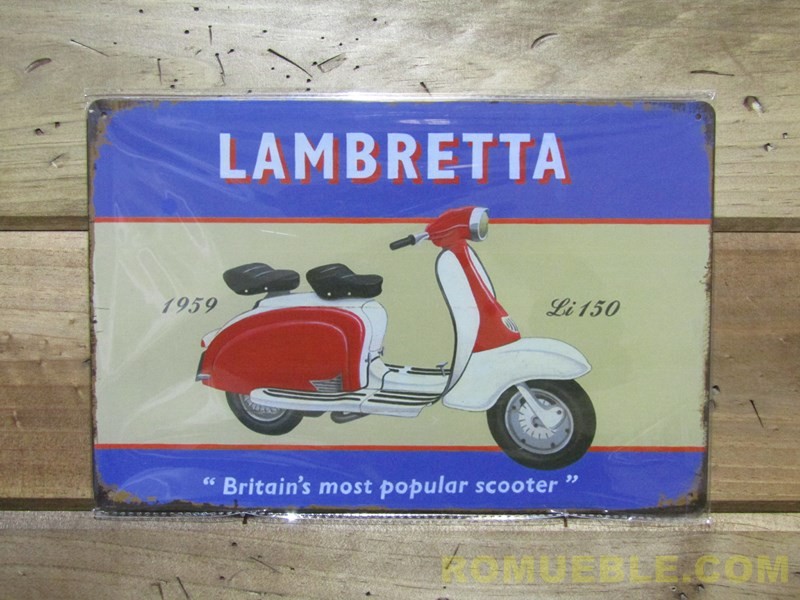 LAMBRETTA
1959
Li 150
“ Britain's most popular scooter ”
ROMUEBLE.COM